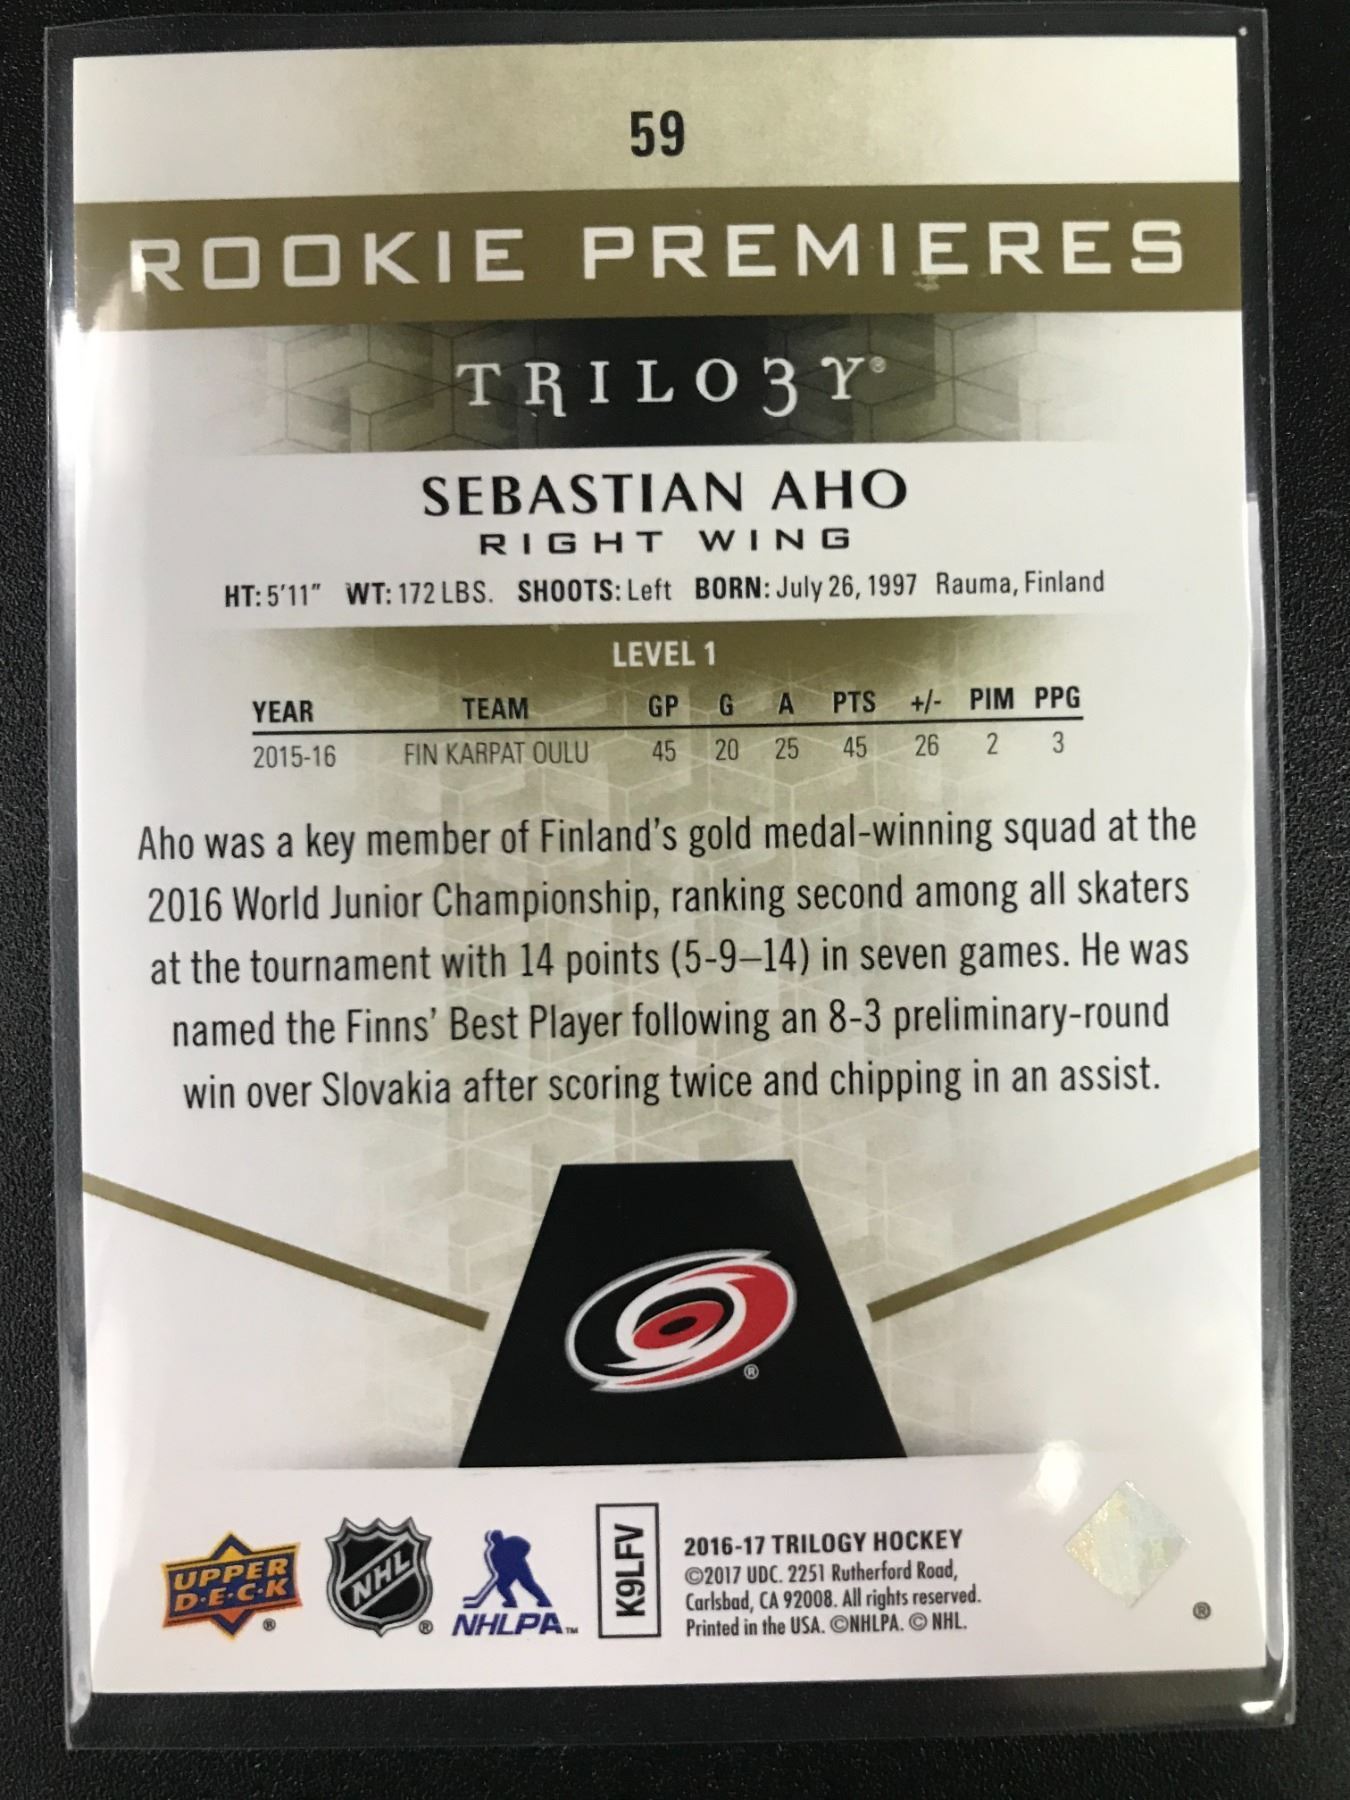 59
ROOKIE PREMIERES
TRILO3Y®
SEBASTIAN AHO
RIGHT WING
HT: 5'11" WT: 172 LBS. SHOOTS: Left BORN: July 26, 1997 Rauma, Finland
LEVEL 1
YEAR TEAM GP G A PTS +/- PIM PPG
2015-16 FIN KARPAT OULU 45 20 25 45 26 2 3
Aho was a key member of Finland's gold medal-winning squad at the
2016 World Junior Championship, ranking second among all skaters
at the tournament with 14 points (5-9–14) in seven games. He was
named the Finns' Best Player following an 8-3 preliminary-round
win over Slovakia after scoring twice and chipping in an assist.
®
UPPER
D·E·C·K
®
NHL
®
NHLPA™
K9LFV
2016-17 TRILOGY HOCKEY
©2017 UDC. 2251 Rutherford Road,
Carlsbad, CA 92008. All rights reserved.
Printed in the USA. ©NHLPA. © NHL.
®